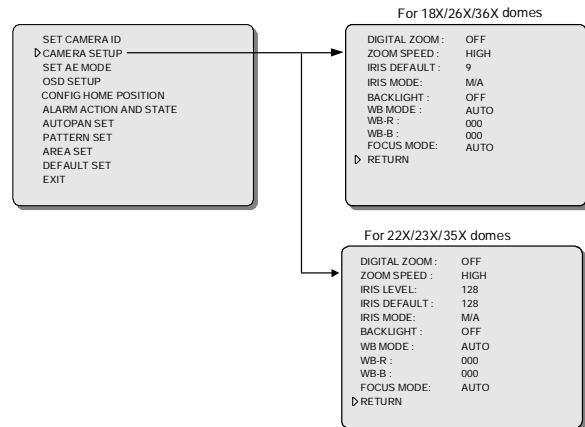 For 18X/26X/36X domes
SET CAMERA ID
CAMERA SETUP
SET AE MODE
OSD SETUP
CONFIG HOME POSITION
ALARM ACTION AND STATE
AUTOPAN SET
PATTERN SET
AREA SET
DEFAULT SET
EXIT
DIGITAL ZOOM : OFF
ZOOM SPEED : HIGH
IRIS DEFAULT : 9
IRIS MODE: M/A
BACKLIGHT : OFF
WB MODE : AUTO
WB-R : 000
WB-B : 000
FOCUS MODE: AUTO
RETURN
For 22X/23X/35X domes
DIGITAL ZOOM : OFF
ZOOM SPEED : HIGH
IRIS LEVEL: 128
IRIS DEFAULT : 128
IRIS MODE: M/A
BACKLIGHT : OFF
WB MODE : AUTO
WB-R : 000
WB-B : 000
FOCUS MODE: AUTO
RETURN